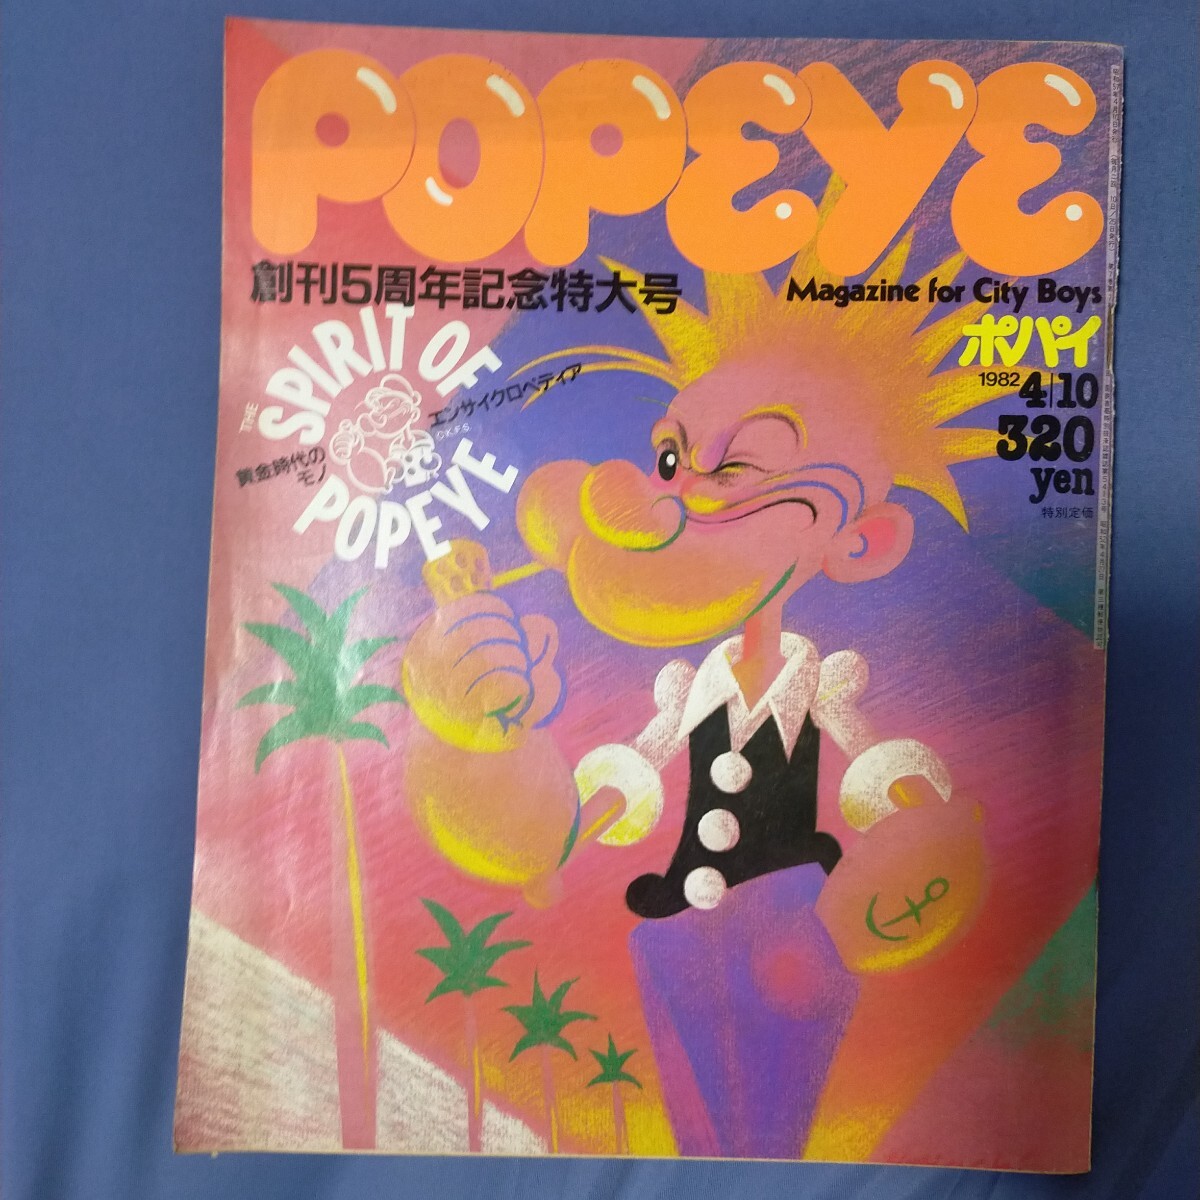 POPEYE
創刊5周年記念特大号
Magazine for City Boys
ポパイ
1982 4|10
320
yen
特別定価
THE
SPIRIT OF
POPEYE
エンサイクロペディア
©K.F.S.
黄金時代の
モノ